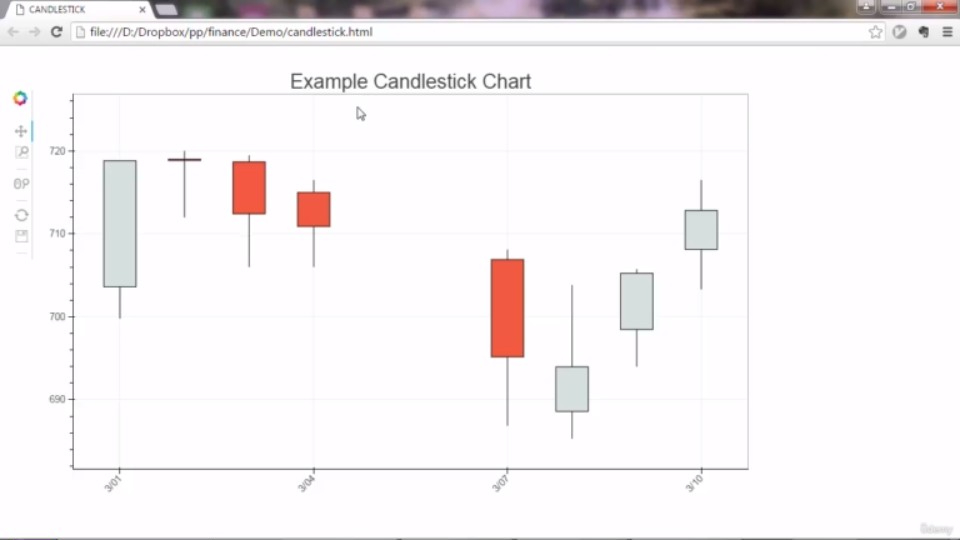 CANDLESTICK
file:///D:/Dropbox/pp/finance/Demo/candlestick.html
Example Candlestick Chart
720
710
700
690
3/01
3/04
3/07
3/10
Udemy